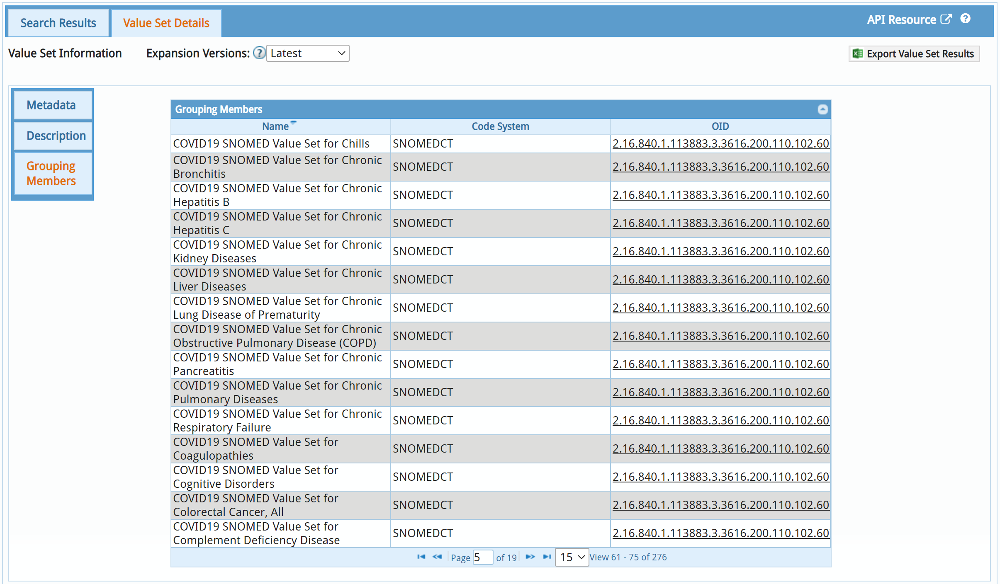 Search Results
Value Set Details
API Resource
Value Set Information
Expansion Versions:
Latest
Export Value Set Results
Metadata
Description
Grouping
Members
Grouping Members
Name
Code System
OID
COVID19 SNOMED Value Set for Chills
SNOMEDCT
2.16.840.1.113883.3.3616.200.110.102.60
COVID19 SNOMED Value Set for Chronic
Bronchitis
SNOMEDCT
2.16.840.1.113883.3.3616.200.110.102.60
COVID19 SNOMED Value Set for Chronic
Hepatitis B
SNOMEDCT
2.16.840.1.113883.3.3616.200.110.102.60
COVID19 SNOMED Value Set for Chronic
Hepatitis C
SNOMEDCT
2.16.840.1.113883.3.3616.200.110.102.60
COVID19 SNOMED Value Set for Chronic
Kidney Diseases
SNOMEDCT
2.16.840.1.113883.3.3616.200.110.102.60
COVID19 SNOMED Value Set for Chronic
Liver Diseases
SNOMEDCT
2.16.840.1.113883.3.3616.200.110.102.60
COVID19 SNOMED Value Set for Chronic
Lung Disease of Prematurity
SNOMEDCT
2.16.840.1.113883.3.3616.200.110.102.60
COVID19 SNOMED Value Set for Chronic
Obstructive Pulmonary Disease (COPD)
SNOMEDCT
2.16.840.1.113883.3.3616.200.110.102.60
COVID19 SNOMED Value Set for Chronic
Pancreatitis
SNOMEDCT
2.16.840.1.113883.3.3616.200.110.102.60
COVID19 SNOMED Value Set for Chronic
Pulmonary Diseases
SNOMEDCT
2.16.840.1.113883.3.3616.200.110.102.60
COVID19 SNOMED Value Set for Chronic
Respiratory Failure
SNOMEDCT
2.16.840.1.113883.3.3616.200.110.102.60
COVID19 SNOMED Value Set for
Coagulopathies
SNOMEDCT
2.16.840.1.113883.3.3616.200.110.102.60
COVID19 SNOMED Value Set for
Cognitive Disorders
SNOMEDCT
2.16.840.1.113883.3.3616.200.110.102.60
COVID19 SNOMED Value Set for
Colorectal Cancer, All
SNOMEDCT
2.16.840.1.113883.3.3616.200.110.102.60
COVID19 SNOMED Value Set for
Complement Deficiency Disease
SNOMEDCT
2.16.840.1.113883.3.3616.200.110.102.60
Page 5 of 19
15
View 61 - 75 of 276